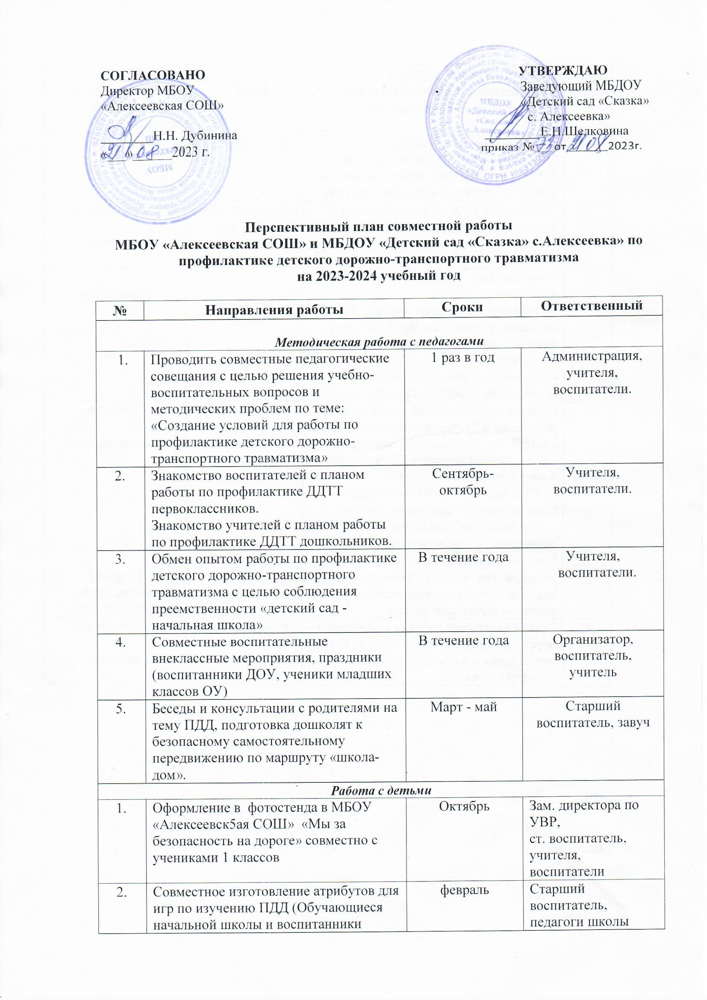 СОГЛАСОВАНО
Директор МБОУ
«Алексеевская СОШ»
Н.Н. Дубинина
«31» 08 2023 г.
УТВЕРЖДАЮ
Заведующий МБДОУ
«Детский сад «Сказка»
с. Алексеевка»
Е.Н.Шелковина
приказ № 73 от 31 08 2023г.
Перспективный план совместной работы
МБОУ «Алексеевская СОШ» и МБДОУ «Детский сад «Сказка» с.Алексеевка» по
профилактике детского дорожно-транспортного травматизма
на 2023-2024 учебный год
№ Направления работы Сроки Ответственный
Методическая работа с педагогами
1. Проводить совместные педагогические 1 раз в год Администрация,
совещания с целью решения учебно- учителя,
воспитательных вопросов и воспитатели.
методических проблем по теме:
«Создание условий для работы по
профилактике детского дорожно-
транспортного травматизма»
2. Знакомство воспитателей с планом Сентябрь- Учителя,
работы по профилактике ДДТТ октябрь воспитатели.
первоклассников.
Знакомство учителей с планом работы
по профилактике ДДТТ дошкольников.
3. Обмен опытом работы по профилактике В течение года Учителя,
детского дорожно-транспортного воспитатели.
травматизма с целью соблюдения
преемственности «детский сад -
начальная школа»
4. Совместные воспитательные В течение года Организатор,
внеклассные мероприятия, праздники воспитатель,
(воспитанники ДОУ, ученики младших учитель
классов ОУ)
5. Беседы и консультации с родителями на Март - май Старший
тему ПДД, подготовка дошколят к воспитатель, завуч
безопасному самостоятельному
передвижению по маршруту «школа-
дом».
Работа с детьми
1. Оформление в фотостенда в МБОУ Октябрь Зам. директора по
«Алексеевск5ая СОШ» «Мы за УВР,
безопасность на дороге» совместно с ст. воспитатель,
учениками 1 классов учителя,
воспитатели
2. Совместное изготовление атрибутов для февраль Старший
игр по изучению ПДД (Обучающиеся воспитатель,
начальной школы и воспитанники педагоги школы